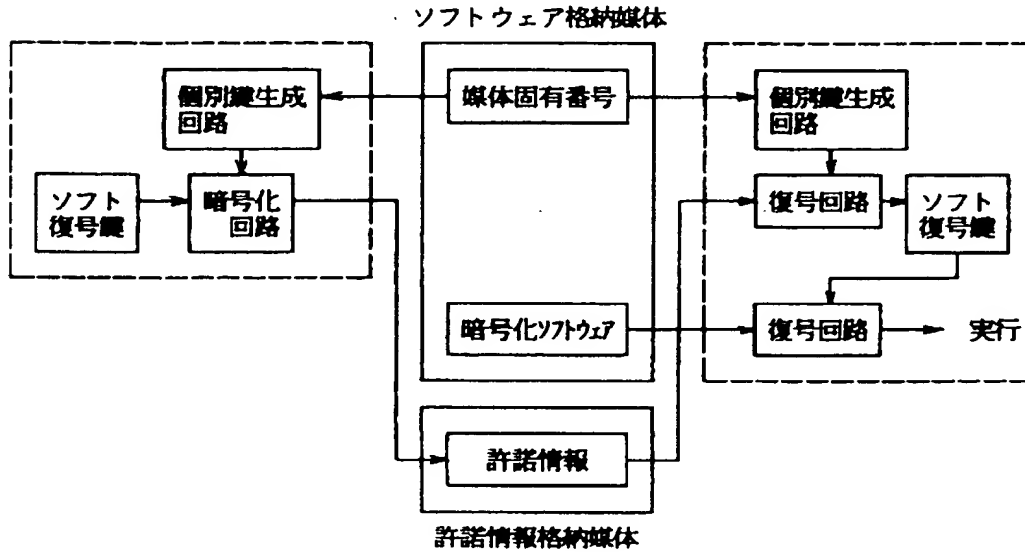 ソフトウェア格納媒体
個別鍵生成
回路
ソフト
復号鍵
暗号化
回路
媒体固有番号
暗号化ソフトウェア
許諾情報
許諾情報格納媒体
個別鍵生成
回路
復号回路
ソフト
復号鍵
復号回路
実行